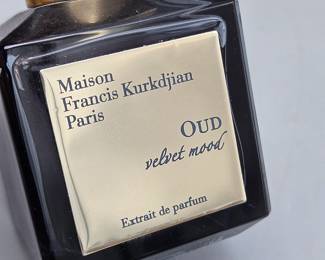 Maison
Francis Kurkdjian
Paris
OUD
velvet mood
Extrait de parfum